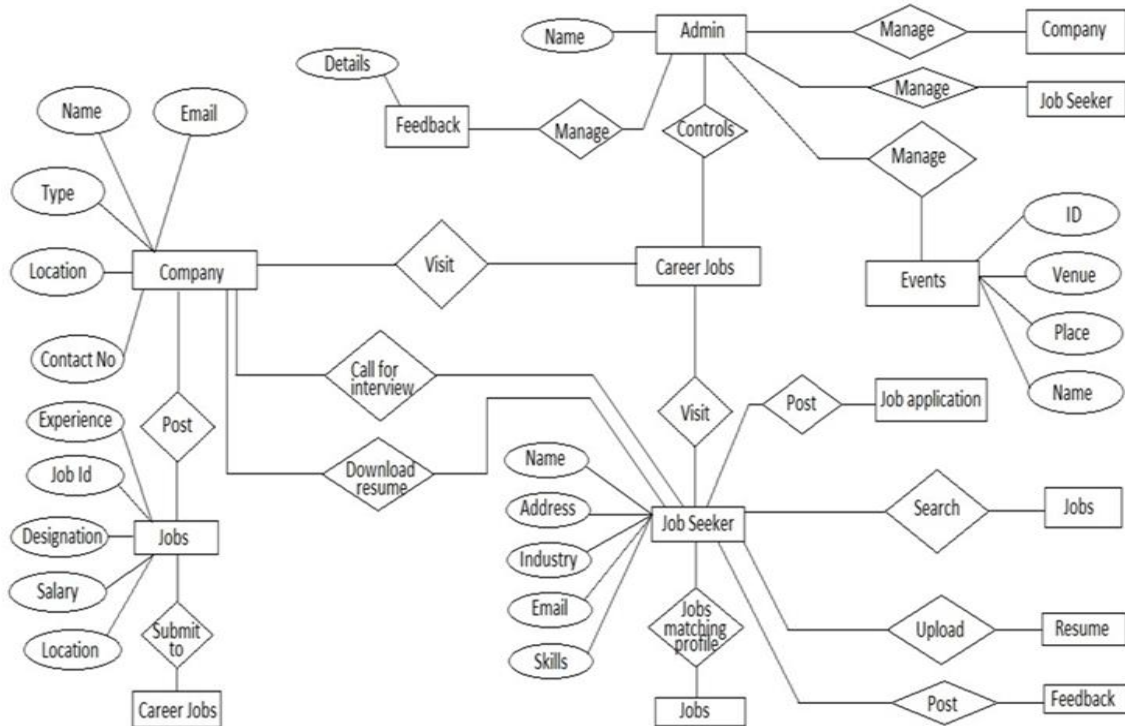 Name
Admin
Manage
Company
Details
Manage
Job Seeker
Feedback
Manage
Controls
Manage
Name
Email
Type
ID
Location
Company
Visit
Career Jobs
Events
Venue
Place
Contact No
Call for
interview
Name
Experience
Post
Visit
Post
Job application
Job Id
Download
resume
Name
Designation
Jobs
Address
Job Seeker
Search
Jobs
Industry
Salary
Email
Location
Submit
to
Skills
Jobs
matching
profile
Upload
Resume
Career Jobs
Jobs
Post
Feedback